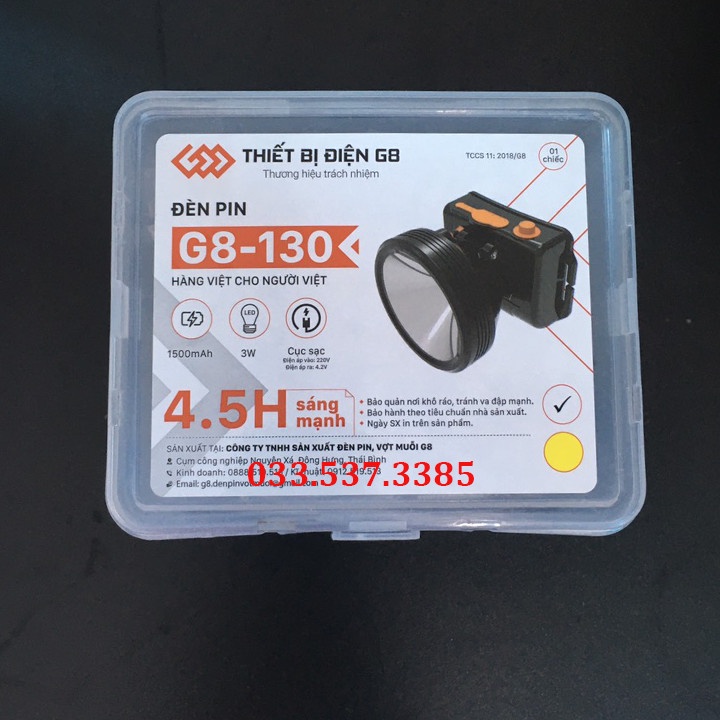 THIẾT BỊ ĐIỆN G8
Thương hiệu trách nhiệm
TCCS 11: 2018/G8
01
chiếc
ĐÈN PIN
G8-130
HÀNG VIỆT CHO NGƯỜI VIỆT
LED
1500mAh
3W
Cục sạc
Điện áp vào: 220V
Điện áp ra: 4.2V
4.5H sáng mạnh
• Bảo quản nơi khô ráo, tránh va đập mạnh.
• Bảo hành theo tiêu chuẩn nhà sản xuất.
• Ngày SX in trên sản phẩm.
SẢN XUẤT TẠI: CÔNG TY TNHH SẢN XUẤT ĐÈN PIN, VỢT MUỖI G8
Cụm công nghiệp Nguyên Xá, Đông Hưng, Thái Bình
Kinh doanh: / Kĩ thuật:
Email:
033.537.3385